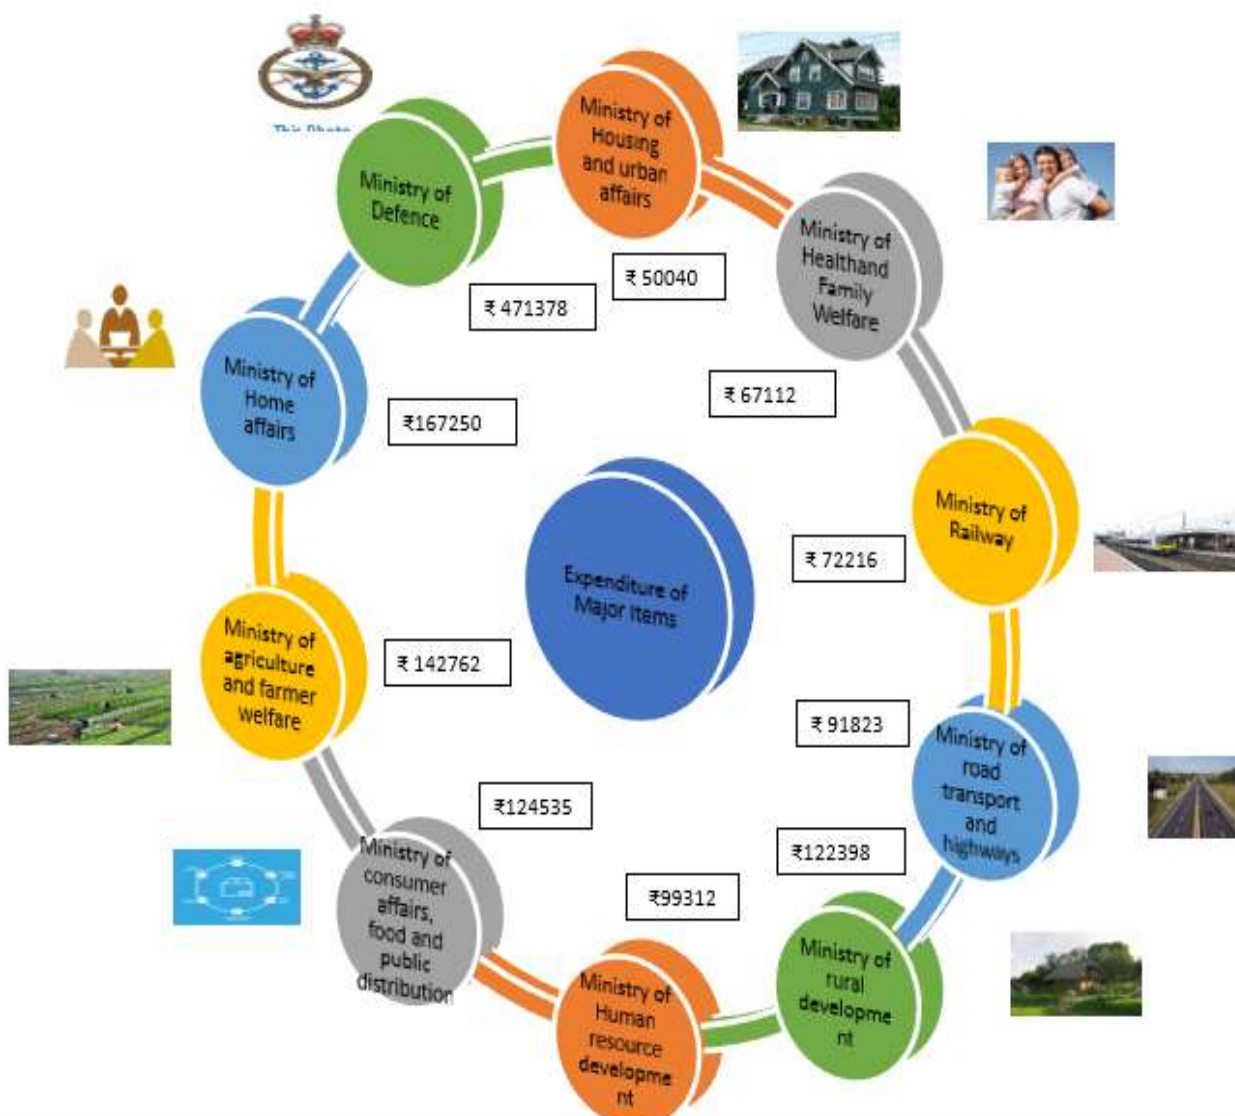 This Photo
Ministry of
Housing
and urban
affairs
Ministry of
Defence
Ministry of
Healthand
Family
Welfare
₹ 50040
₹ 471378
Ministry of
Home
affairs
₹ 67112
₹167250
Ministry of
Railway
₹ 72216
Expenditure of
Major Items
Ministry of
agriculture
and farmer
welfare
₹ 142762
₹ 91823
Ministry of
road
transport
and
highways
₹124535
₹122398
Ministry of
consumer
affairs,
food and
public
distribution
₹99312
Ministry of
rural
developme
nt
Ministry of
Human
resource
developme
nt